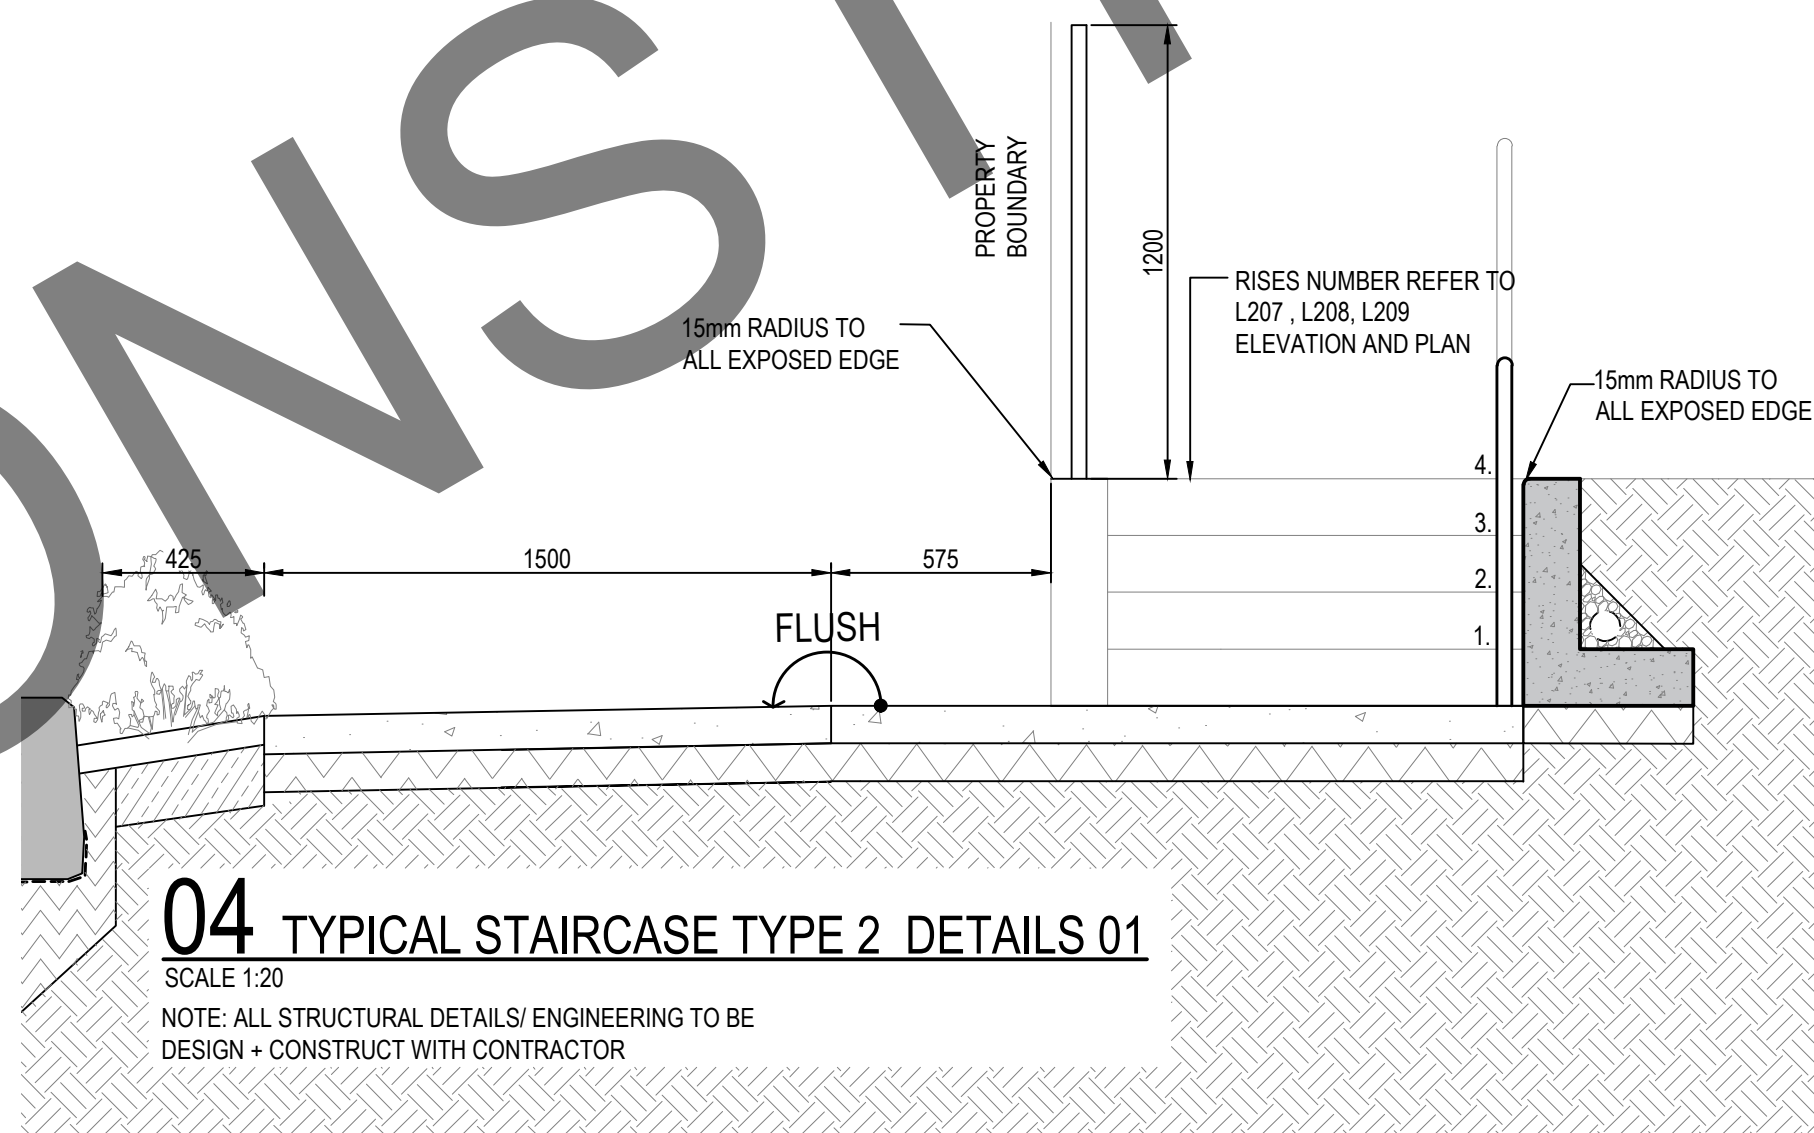 ONST
PROPERTY
BOUNDARY
1200
RISES NUMBER REFER TO
L207 , L208, L209
ELEVATION AND PLAN
15mm RADIUS TO
ALL EXPOSED EDGE
15mm RADIUS TO
ALL EXPOSED EDGE
4.
3.
2.
1.
425
1500
575
FLUSH
04 TYPICAL STAIRCASE TYPE 2 DETAILS 01
SCALE 1:20
NOTE: ALL STRUCTURAL DETAILS/ ENGINEERING TO BE
DESIGN + CONSTRUCT WITH CONTRACTOR